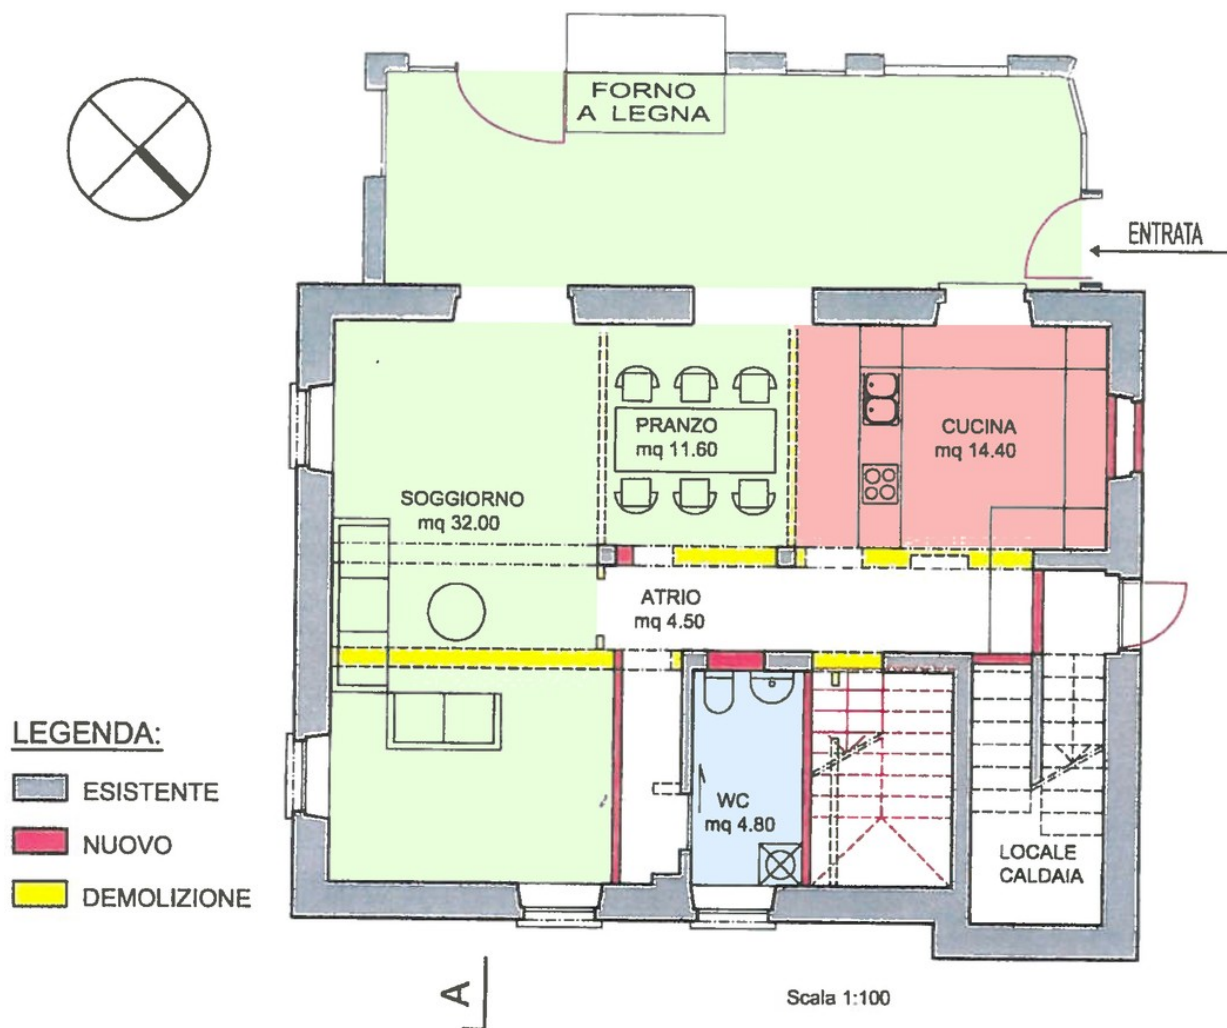 FORNO
A LEGNA
ENTRATA
PRANZO
mq 11.60
CUCINA
mq 14.40
SOGGIORNO
mq 32.00
ATRIO
mq 4.50
LEGENDA:
ESISTENTE
NUOVO
DEMOLIZIONE
WC
mq 4.80
LOCALE
CALDAIA
A
Scala 1:100